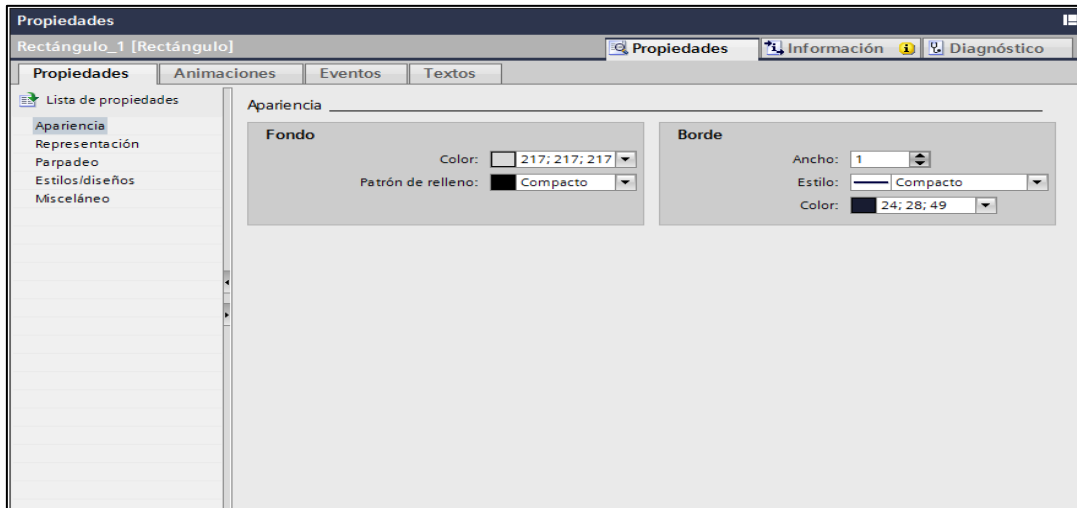 Propiedades
Rectángulo_1 [Rectángulo]
Propiedades Información Diagnóstico
Propiedades Animaciones Eventos Textos
Lista de propiedades
Apariencia
Representación
Parpadeo
Estilos/diseños
Misceláneo
Apariencia
Fondo
Color: 217; 217; 217
Patrón de relleno: Compacto
Borde
Ancho: 1
Estilo: Compacto
Color: 24; 28; 49